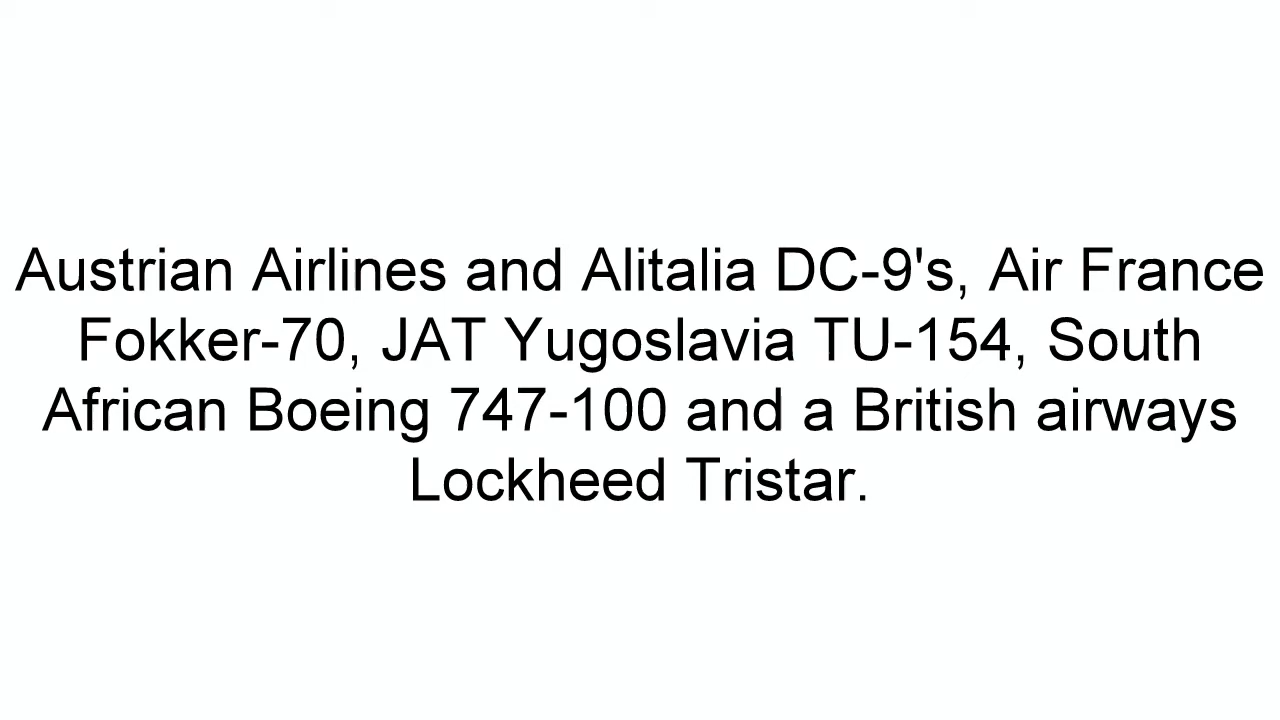 Austrian Airlines and Alitalia DC-9's, Air France
Fokker-70, JAT Yugoslavia TU-154, South
African Boeing 747-100 and a British airways
Lockheed Tristar.